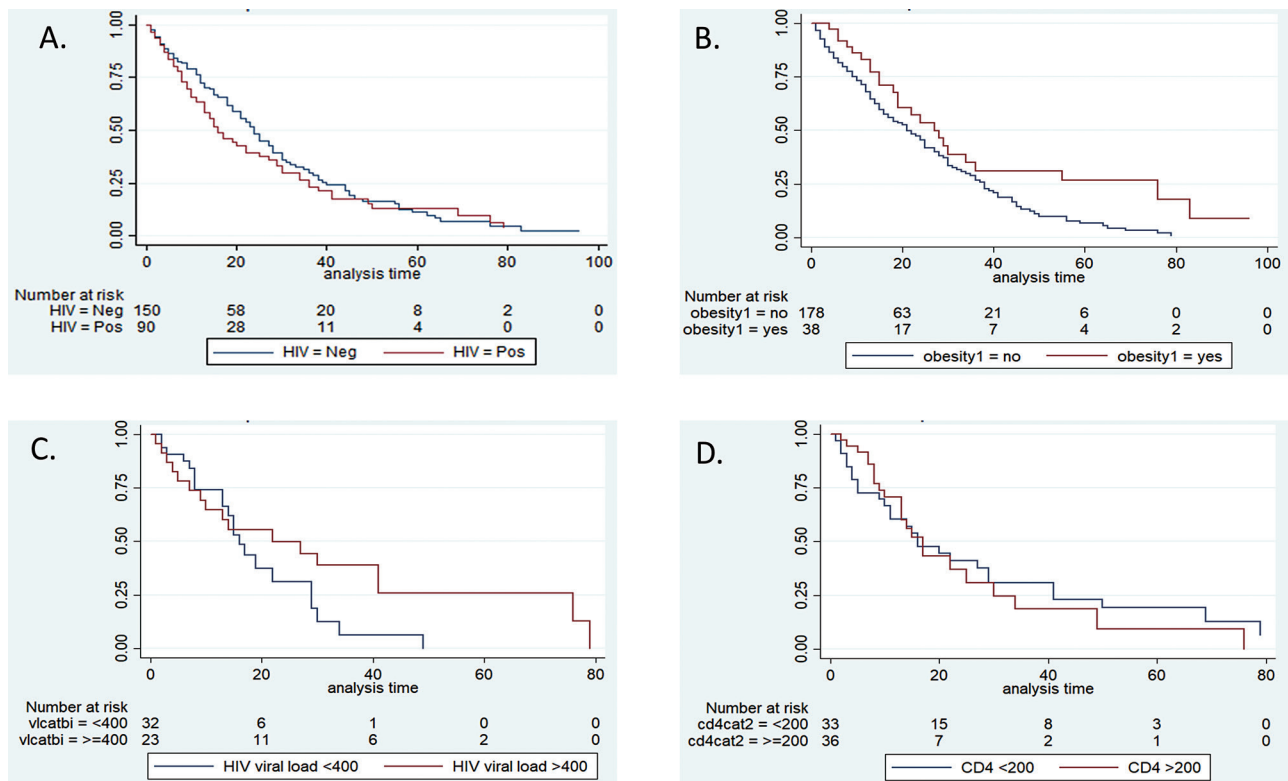 A.
1.00
0.75
0.50
0.25
0.00
0 20 40 60 80 100
analysis time
Number at risk
HIV = Neg 150 58 20 8 2 0
HIV = Pos 90 28 11 4 0 0
HIV = Neg HIV = Pos
B.
1.00
0.75
0.50
0.25
0.00
0 20 40 60 80 100
analysis time
Number at risk
obesity1 = no 178 63 21 6 0 0
obesity1 = yes 38 17 7 4 2 0
obesity1 = no obesity1 = yes
C.
1.00
0.75
0.50
0.25
0.00
0 20 40 60 80
analysis time
Number at risk
vlcatbi = <400 32 6 1 0 0
vlcatbi = >=400 23 11 6 2 0
HIV viral load <400 HIV viral load >400
D.
1.00
0.75
0.50
0.25
0.00
0 20 40 60 80
analysis time
Number at risk
cd4cat2 = <200 33 15 8 3 0
cd4cat2 = >=200 36 7 2 1 0
CD4 <200 CD4 >200